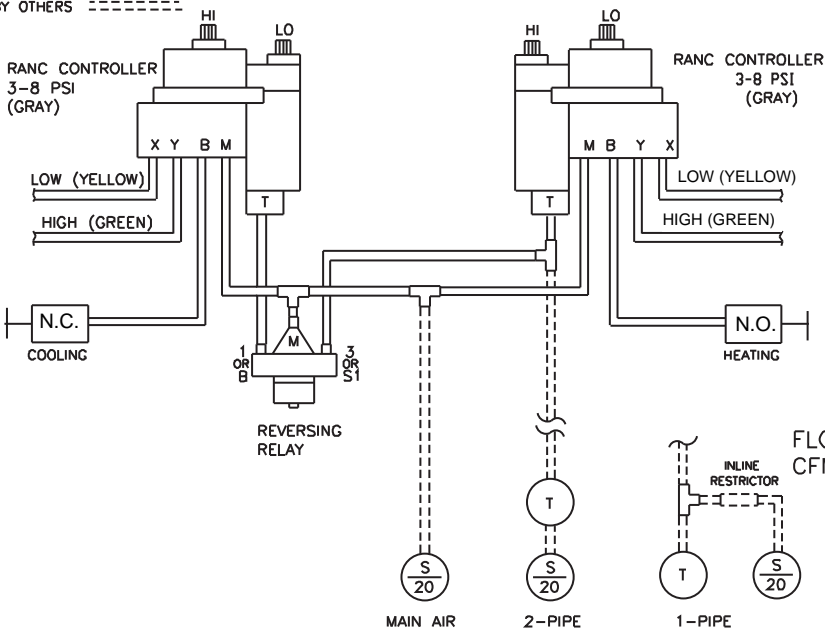 BY OTHERS
HI
LO
RANC CONTROLLER
3-8 PSI
(GRAY)
X Y B M
LOW (YELLOW)
HIGH (GREEN)
T
N.C.
COOLING
HI
LO
RANC CONTROLLER
3-8 PSI
(GRAY)
M B Y X
LOW (YELLOW)
HIGH (GREEN)
T
N.O.
HEATING
M
1
OR
B
3
OR
S1
REVERSING
RELAY
INLINE
RESTRICTOR
T
T
S
20
S
20
S
20
MAIN AIR
2-PIPE
1-PIPE